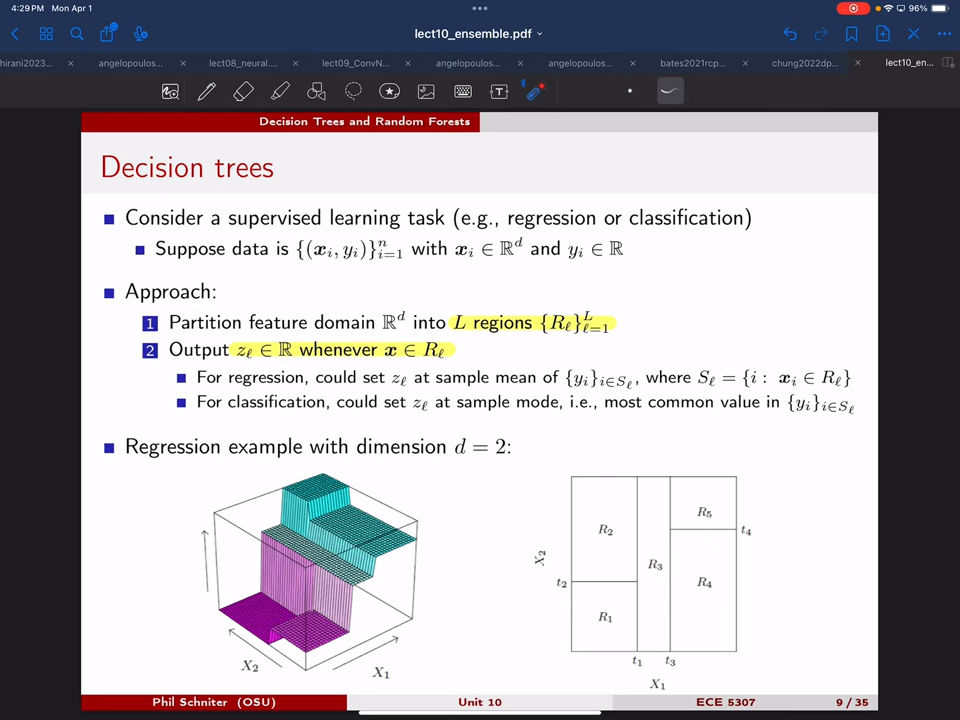 4:29 PM Mon Apr 1
96%
lect10_ensemble.pdf
hirani2023...
angelopoulos...
lect08_neural....
lect09_ConvN...
angelopoulos...
angelopoulos...
bates2021rcp...
chung2022dp...
lect10_en...
Decision Trees and Random Forests
Decision trees
Consider a supervised learning task (e.g., regression or classification)
Suppose data is {(x_i, y_i)}_{i=1}^n with x_i ∈ ℝ^d and y_i ∈ ℝ
Approach:
1 Partition feature domain ℝ^d into L regions {R_ℓ}_{ℓ=1}^L
2 Output z_ℓ ∈ ℝ whenever x ∈ R_ℓ
For regression, could set z_ℓ at sample mean of {y_i}_{i∈S_ℓ}, where S_ℓ = {i : x_i ∈ R_ℓ}
For classification, could set z_ℓ at sample mode, i.e., most common value in {y_i}_{i∈S_ℓ}
Regression example with dimension d = 2:
X_2
X_1
R_5
R_2
t_4
X_2
R_3
t_2
R_4
R_1
t_1
t_3
X_1
Phil Schniter (OSU)
Unit 10
ECE 5307
9 / 35